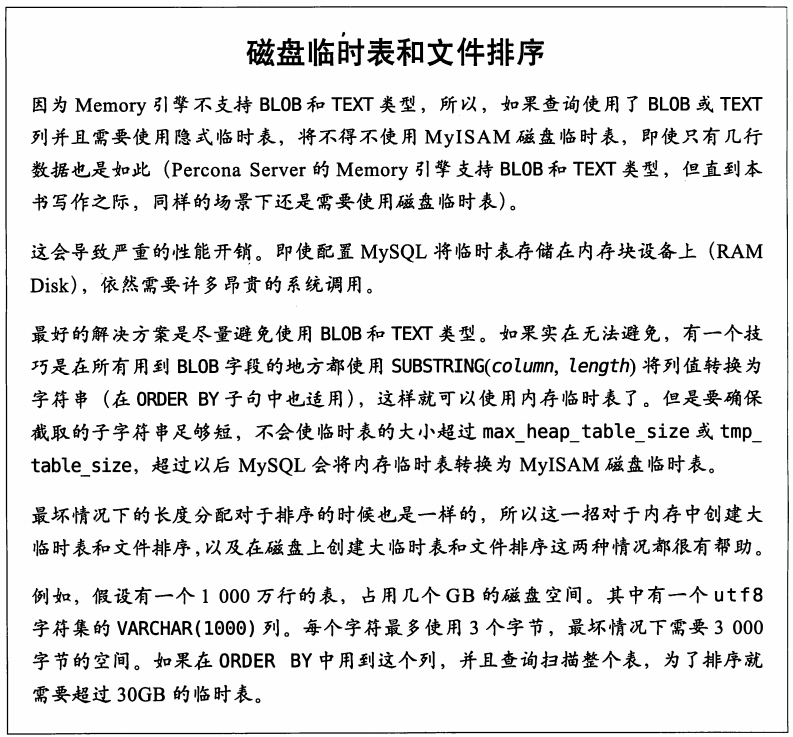 磁盘临时表和文件排序
因为 Memory 引擎不支持 BLOB 和 TEXT 类型，所以，如果查询使用了 BLOB 或 TEXT
列并且需要使用隐式临时表，将不得不使用 MyISAM 磁盘临时表，即使只有几行
数据也是如此（Percona Server 的 Memory 引擎支持 BLOB 和 TEXT 类型，但直到本
书写作之际，同样的场景下还是需要使用磁盘临时表）。
这会导致严重的性能开销。即使配置 MySQL 将临时表存储在内存块设备上（RAM
Disk），依然需要许多昂贵的系统调用。
最好的解决方案是尽量避免使用 BLOB 和 TEXT 类型。如果实在无法避免，有一个技
巧是在所有用到 BLOB 字段的地方都使用 SUBSTRING(column, length) 将列值转换为
字符串（在 ORDER BY 子句中也适用），这样就可以使用内存临时表了。但是要确保
截取的子字符串足够短，不会使临时表的大小超过 max_heap_table_size 或 tmp_
table_size，超过以后 MySQL 会将内存临时表转换为 MyISAM 磁盘临时表。
最坏情况下的长度分配对于排序的时候也是一样的，所以这一招对于内存中创建大
临时表和文件排序，以及在磁盘上创建大临时表和文件排序这两种情况都很有帮助。
例如，假设有一个 1 000 万行的表，占用几个 GB 的磁盘空间。其中有一个 utf8
字符集的 VARCHAR(1000) 列。每个字符最多使用 3 个字节，最坏情况下需要 3 000
字节的空间。如果在 ORDER BY 中用到这个列，并且查询扫描整个表，为了排序就
需要超过 30GB 的临时表。